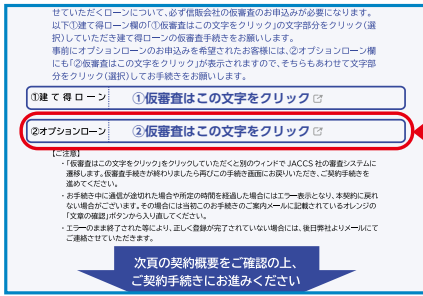 せていただくローンについて、必ず信販会社の仮審査のお申込みが必要になります。
以下①建て得ローン欄の「①仮審査はこの文字をクリック」の文字部分をクリック(選
択)していただき建て得ローンの仮審査手続きをお願いします。
事前にオプションローンのお申込みを希望されたお客様には、②オプションローン欄
にも「②仮審査はこの文字をクリック」が表示されますので、そちらもあわせて文字部
分をクリック(選択)してお手続きをお願いします。
①建て得ローン ①仮審査はこの文字をクリック
②オプションローン ②仮審査はこの文字をクリック
【ご注意】
・「仮審査はこの文字をクリック」をクリックしていただくと別のウィンドウで JACCS 社の審査システムに
遷移します。仮審査手続が終わりましたら再びこの手続き画面にお戻りいただき、ご契約手続きを
進めてください。
・お手続き中に通信が途切れた場合や所定の時間を経過した場合にはエラー表示となり、本契約に戻れ
ない場合がございます。その場合には当初このお手続きのご案内メールに記載されているオレンジの
「文章の確認」ボタンから入り直してください。
・エラーのまま終了された等により、正しく登録が完了されていない場合には、後日弊社よりメールにて
ご連絡させていただきます。
次頁の契約概要をご確認の上、
ご契約手続きにお進みください